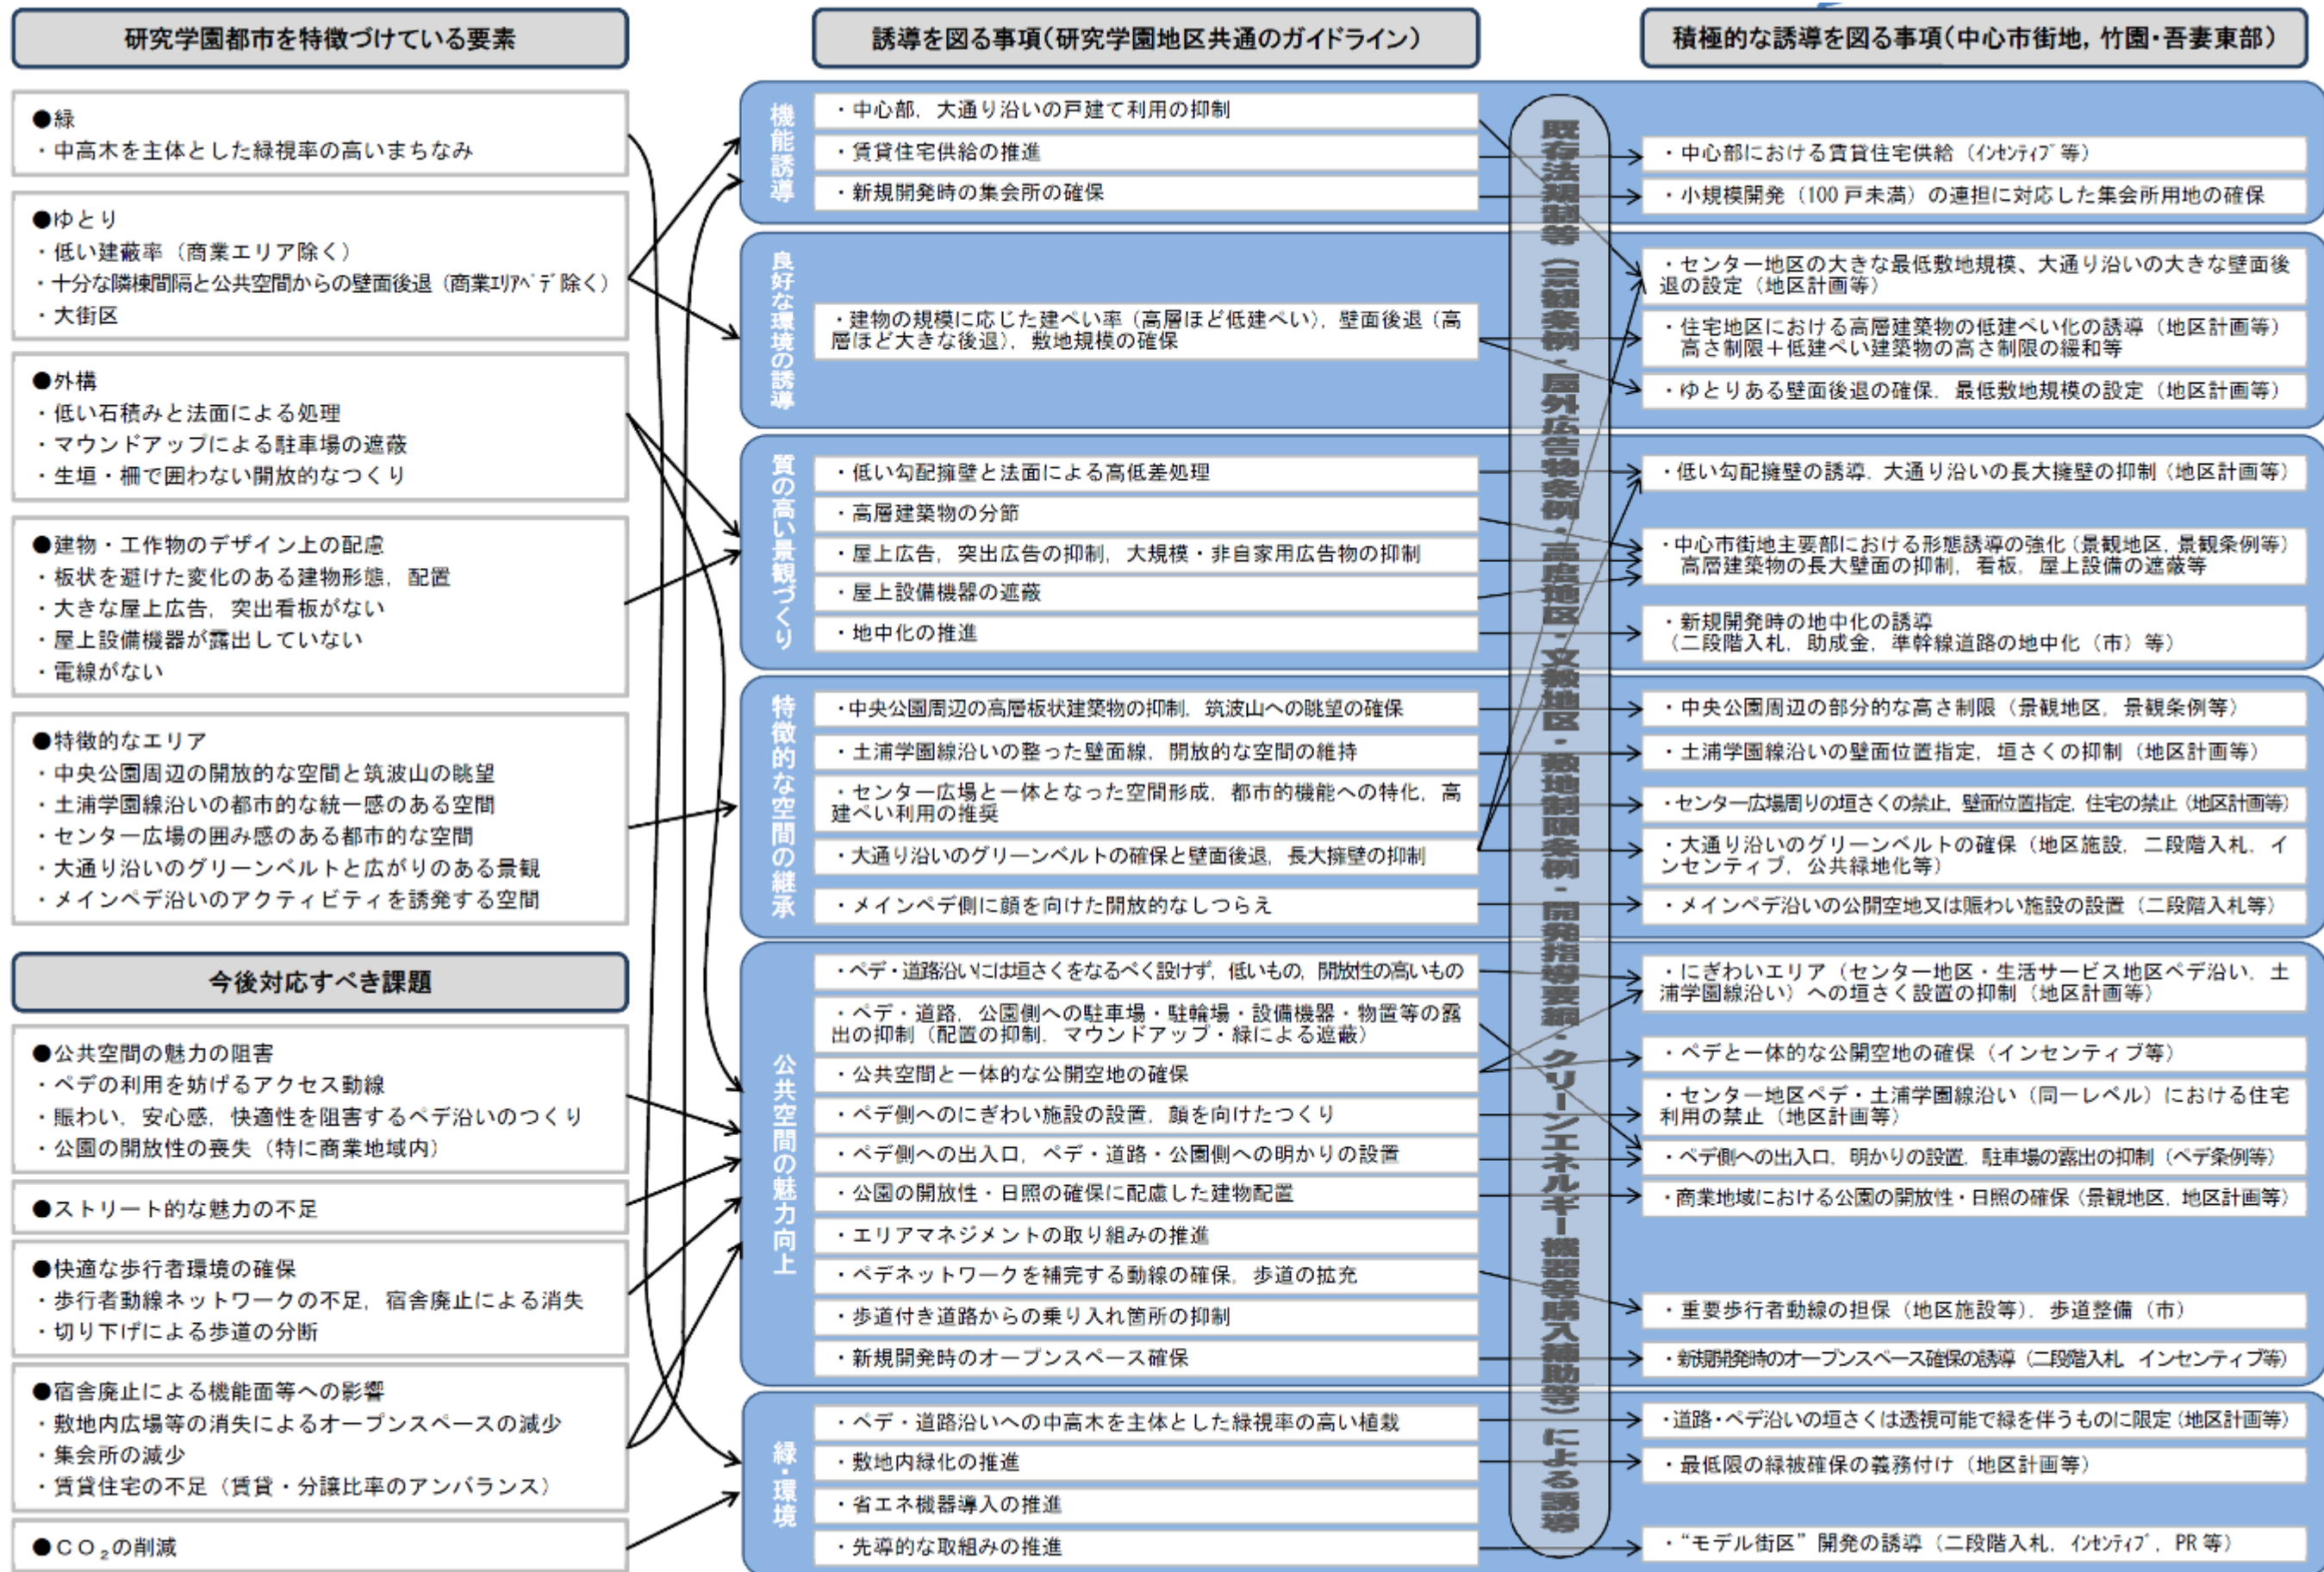 研究学園都市を特徴づけている要素
●緑
・中高木を主体とした緑視率の高いまちなみ
●ゆとり
・低い建蔽率（商業エリア除く）
・十分な隣棟間隔と公共空間からの壁面後退（商業ｴﾘｱﾍﾟﾃﾞ除く）
・大街区
●外構
・低い石積みと法面による処理
・マウンドアップによる駐車場の遮蔽
・生垣・柵で囲わない開放的なつくり
●建物・工作物のデザイン上の配慮
・板状を避けた変化のある建物形態，配置
・大きな屋上広告，突出看板がない
・屋上設備機器が露出していない
・電線がない
●特徴的なエリア
・中央公園周辺の開放的な空間と筑波山の眺望
・土浦学園線沿いの都市的な統一感のある空間
・センター広場の囲み感のある都市的な空間
・大通り沿いのグリーンベルトと広がりのある景観
・メインペデ沿いのアクティビティを誘発する空間
今後対応すべき課題
●公共空間の魅力の阻害
・ペデの利用を妨げるアクセス動線
・賑わい，安心感，快適性を阻害するペデ沿いのつくり
・公園の開放性の喪失（特に商業地域内）
●ストリート的な魅力の不足
●快適な歩行者環境の確保
・歩行者動線ネットワークの不足，宿舎廃止による消失
・切り下げによる歩道の分断
●宿舎廃止による機能面等への影響
・敷地内広場等の消失によるオープンスペースの減少
・集会所の減少
・賃貸住宅の不足（賃貸・分譲比率のアンバランス）
●ＣＯ₂の削減
誘導を図る事項（研究学園地区共通のガイドライン）
機能誘導
・中心部，大通り沿いの戸建て利用の抑制
・賃貸住宅供給の推進
・新規開発時の集会所の確保
良好な環境の誘導
・建物の規模に応じた建ぺい率（高層ほど低建ぺい），壁面後退（高
層ほど大きな後退），敷地規模の確保
質の高い景観づくり
・低い勾配擁壁と法面による高低差処理
・高層建築物の分節
・屋上広告，突出広告の抑制，大規模・非自家用広告物の抑制
・屋上設備機器の遮蔽
・地中化の推進
特徴的な空間の継承
・中央公園周辺の高層板状建築物の抑制，筑波山への眺望の確保
・土浦学園線沿いの整った壁面線，開放的な空間の維持
・センター広場と一体となった空間形成，都市的機能への特化，高
建ぺい利用の推奨
・大通り沿いのグリーンベルトの確保と壁面後退，長大擁壁の抑制
・メインペデ側に顔を向けた開放的なしつらえ
公共空間の魅力向上
・ペデ・道路沿いには垣さくをなるべく設けず，低いもの，開放性の高いもの
・ペデ・道路，公園側への駐車場・駐輪場・設備機器・物置等の露
出の抑制（配置の抑制，マウンドアップ・緑による遮蔽）
・公共空間と一体的な公開空地の確保
・ペデ側へのにぎわい施設の設置，顔を向けたつくり
・ペデ側への出入口，ペデ・道路・公園側への明かりの設置
・公園の開放性・日照の確保に配慮した建物配置
・エリアマネジメントの取り組みの推進
・ペデネットワークを補完する動線の確保，歩道の拡充
・歩道付き道路からの乗り入れ箇所の抑制
・新規開発時のオープンスペース確保
緑・環境
・ペデ・道路沿いへの中高木を主体とした緑視率の高い植栽
・敷地内緑化の推進
・省エネ機器導入の推進
・先導的な取組みの推進
既存法規制等（景観条例・屋外広告物条例・高度地区・文教地区・敷地制限条例・開発指導要綱・クリーンエネルギー機器等購入補助等）による誘導
積極的な誘導を図る事項（中心市街地，竹園・吾妻東部）
・中心部における賃貸住宅供給（ｲﾝｾﾝﾃｨﾌﾞ等）
・小規模開発（100 戸未満）の連担に対応した集会所用地の確保
・センター地区の大きな最低敷地規模、大通り沿いの大きな壁面後
退の設定（地区計画等）
・住宅地区における高層建築物の低建ぺい化の誘導（地区計画等）
高さ制限＋低建ぺい建築物の高さ制限の緩和等
・ゆとりある壁面後退の確保，最低敷地規模の設定（地区計画等）
・低い勾配擁壁の誘導，大通り沿いの長大擁壁の抑制（地区計画等）
・中心市街地主要部における形態誘導の強化（景観地区，景観条例等）
高層建築物の長大壁面の抑制，看板，屋上設備の遮蔽等
・新規開発時の地中化の誘導
（二段階入札，助成金，準幹線道路の地中化（市）等）
・中央公園周辺の部分的な高さ制限（景観地区，景観条例等）
・土浦学園線沿いの壁面位置指定，垣さくの抑制（地区計画等）
・センター広場周りの垣さくの禁止，壁面位置指定，住宅の禁止（地区計画等）
・大通り沿いのグリーンベルトの確保（地区施設，二段階入札，イ
ンセンティブ，公共緑地化等）
・メインペデ沿いの公開空地又は賑わい施設の設置（二段階入札等）
・にぎわいエリア（センター地区・生活サービス地区ペデ沿い，土
浦学園線沿い）への垣さく設置の抑制（地区計画等）
・ペデと一体的な公開空地の確保（インセンティブ等）
・センター地区ペデ・土浦学園線沿い（同一レベル）における住宅
利用の禁止（地区計画等）
・ペデ側への出入口，明かりの設置，駐車場の露出の抑制（ペデ条例等）
・商業地域における公園の開放性・日照の確保（景観地区，地区計画等）
・重要歩行者動線の担保（地区施設等），歩道整備（市）
・新規開発時のオープンスペース確保の誘導（二段階入札，インセンティブ等）
・道路・ペデ沿いの垣さくは透視可能で緑を伴うものに限定（地区計画等）
・最低限の緑被確保の義務付け（地区計画等）
・“モデル街区”開発の誘導（二段階入札，ｲﾝｾﾝﾃｨﾌﾞ，PR 等）